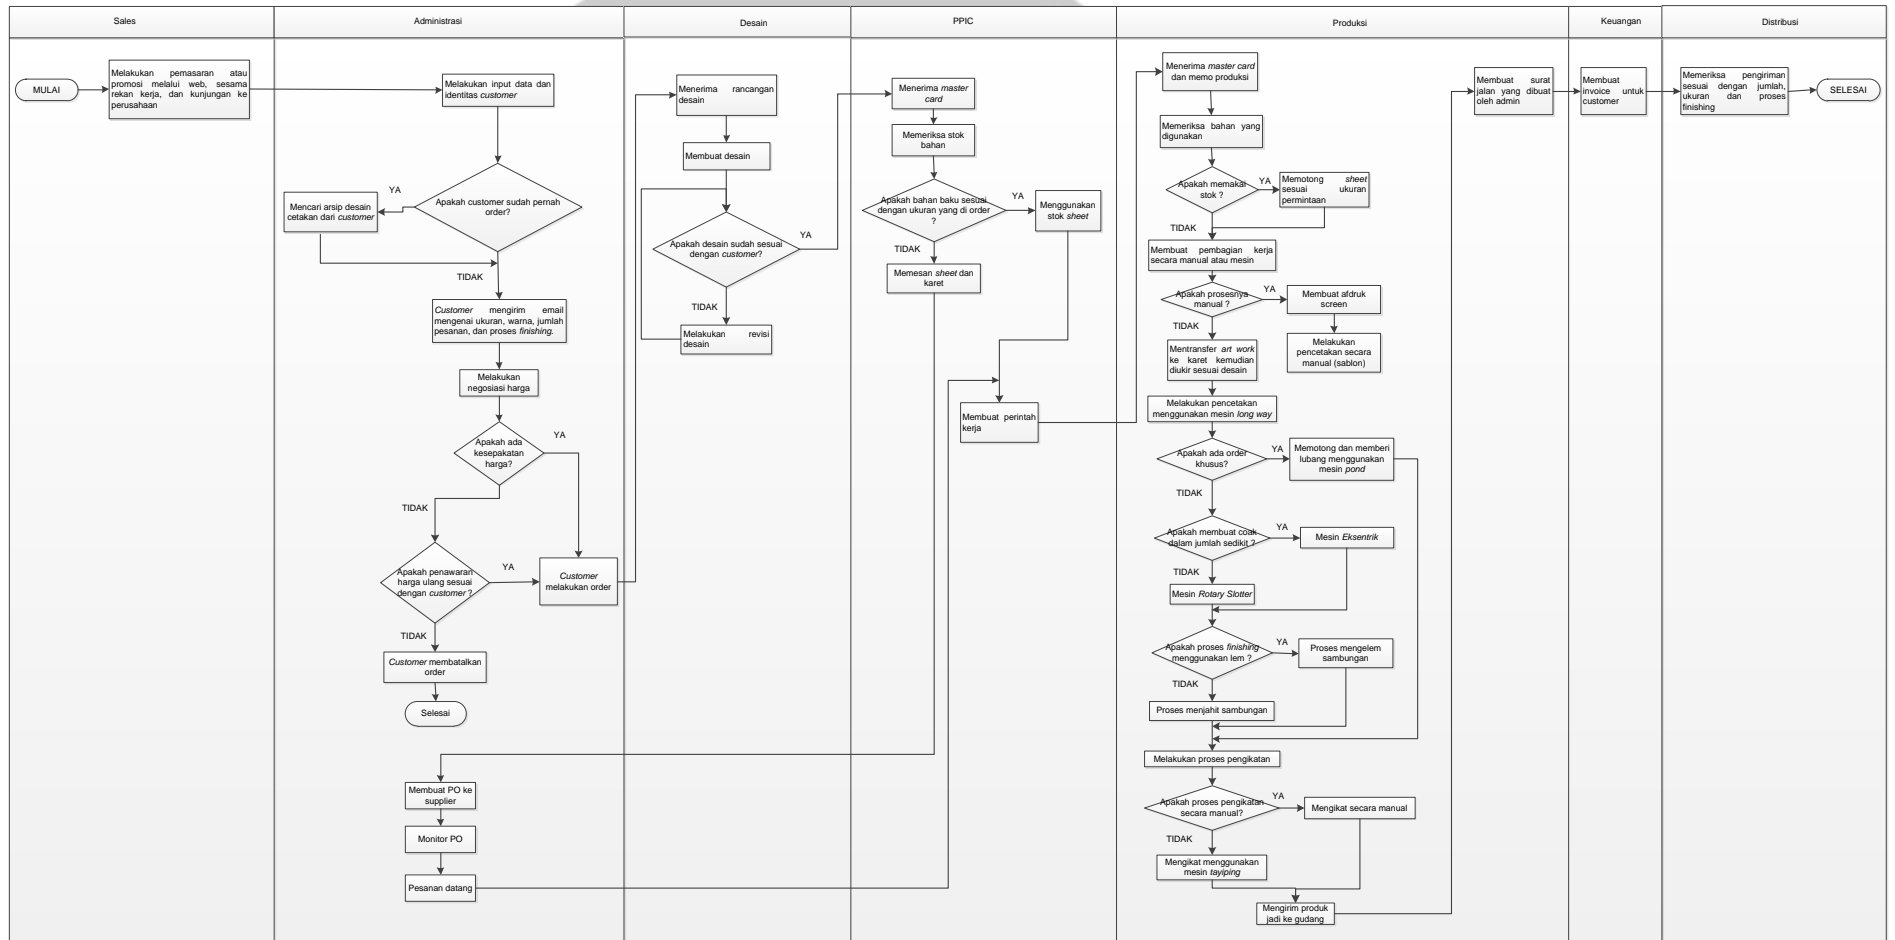 Sales
Administrasi
Desain
PPIC
Produksi
Keuangan
Distribusi
MULAI
Melakukan pemasaran atau
promosi melalui web, sesama
rekan kerja, dan kunjungan ke
perusahaan
Melakukan input data dan
identitas customer
Apakah customer sudah pernah
order?
YA
Mencari arsip desain
cetakan dari customer
TIDAK
Customer mengirim email
mengenai ukuran, warna, jumlah
pesanan, dan proses finishing.
Melakukan
negosiasi harga
Apakah ada
kesepakatan
harga?
YA
TIDAK
Apakah penawaran
harga ulang sesuai
dengan customer ?
YA
Customer
melakukan order
TIDAK
Customer membatalkan
order
Selesai
Membuat PO ke
supplier
Monitor PO
Pesanan datang
Menerima rancangan
desain
Membuat desain
Apakah desain sudah sesuai
dengan customer?
YA
TIDAK
Melakukan revisi
desain
Menerima master
card
Memeriksa stok
bahan
Apakah bahan baku sesuai
dengan ukuran yang di order
?
YA
Menggunakan
stok sheet
TIDAK
Memesan sheet dan
karet
Membuat perintah
kerja
Menerima master card
dan memo produksi
Memeriksa bahan yang
digunakan
Apakah memakai
stok ?
YA
Memotong sheet
sesuai ukuran
permintaan
TIDAK
Membuat pembagian kerja
secara manual atau mesin
Apakah prosesnya
manual ?
YA
Membuat afdruk
screen
Melakukan
pencetakan secara
manual (sablon)
TIDAK
Mentransfer art work
ke karet kemudian
diukir sesuai desain
Melakukan pencetakan
menggunakan mesin long way
Apakah ada order
khusus?
YA
Memotong dan memberi
lubang menggunakan
mesin pond
TIDAK
Apakah membuat coak
dalam jumlah sedikit ?
YA
Mesin Eksentrik
TIDAK
Mesin Rotary Slotter
Apakah proses finishing
menggunakan lem ?
YA
Proses mengelem
sambungan
TIDAK
Proses menjahit sambungan
Melakukan proses pengikatan
Apakah proses pengikatan
secara manual?
YA
Mengikat secara manual
TIDAK
Mengikat menggunakan
mesin tayiping
Mengirim produk
jadi ke gudang
Membuat surat
jalan yang dibuat
oleh admin
Membuat
invoice untuk
customer
Memeriksa pengiriman
sesuai dengan jumlah,
ukuran dan proses
finishing
SELESAI